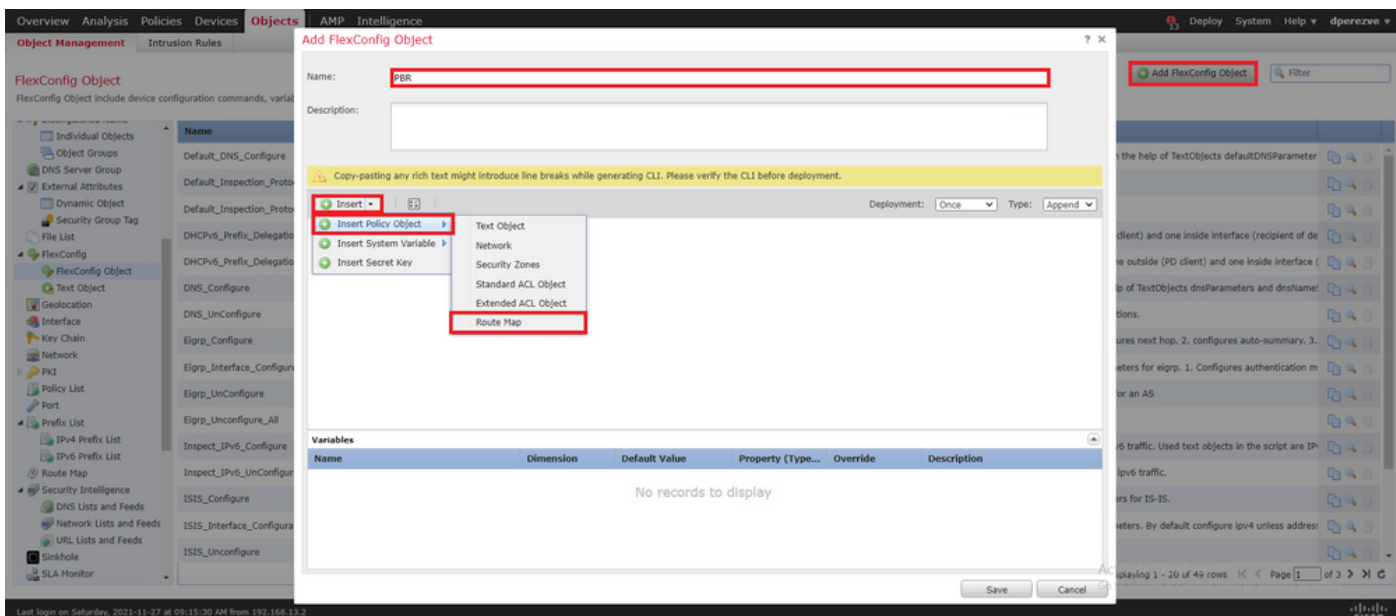 Overview Analysis Policies Devices Objects AMP Intelligence Deploy System Help dperezve
Object Management Intrusion Rules
Add FlexConfig Object
Name: PBR
Description:
Copy-pasting any rich text might introduce line breaks while generating CLI. Please verify the CLI before deployment.
Insert
Deployment: Once Type: Append
Insert Policy Object
Insert System Variable
Insert Secret Key
Text Object
Network
Security Zones
Standard ACL Object
Extended ACL Object
Route Map
Variables
Name Dimension Default Value Property (Type... Override Description
No records to display
Save Cancel
FlexConfig Object
FlexConfig Object include device configuration commands, variab
Add FlexConfig Object
Filter
Individual Objects
Object Groups
DNS Server Group
External Attributes
Dynamic Object
Security Group Tag
File List
FlexConfig
FlexConfig Object
Text Object
Geolocation
Interface
Key Chain
Network
PKI
Policy List
Port
Prefix List
IPv4 Prefix List
IPv6 Prefix List
Route Map
Security Intelligence
DNS Lists and Feeds
Network Lists and Feeds
URL Lists and Feeds
Sinkhole
SLA Monitor
Name
Default_DNS_Configure
Default_Inspection_Proto
Default_Inspection_Proto
DHCPv6_Prefix_Delegatio
DHCPv6_Prefix_Delegatio
DNS_Configure
DNS_UnConfigure
Eigrp_Configure
Eigrp_Interface_Configure
Eigrp_UnConfigure
Eigrp_Unconfigure_All
Inspect_IPv6_Configure
Inspect_IPv6_UnConfigur
ISIS_Configure
ISIS_Interface_Configura
ISIS_Unconfigure
the help of TextObjects defaultDNSParameter
client) and one inside interface (recipient of de
e outside (PD client) and one inside interface (
lp of TextObjects dnsParameters and dnsName
tions.
ures next hop. 2. configures auto-summary. 3.
eters for eigrp. 1. Configures authentication m
or an AS
v6 traffic. Used text objects in the script are IP
ipv6 traffic.
ers for IS-IS.
eters. By default configure ipv4 unless address
Displaying 1 - 20 of 49 rows Page 1 of 3
Last login on Saturday, 2021-11-27 at 09:15:30 AM from 192.168.13.2